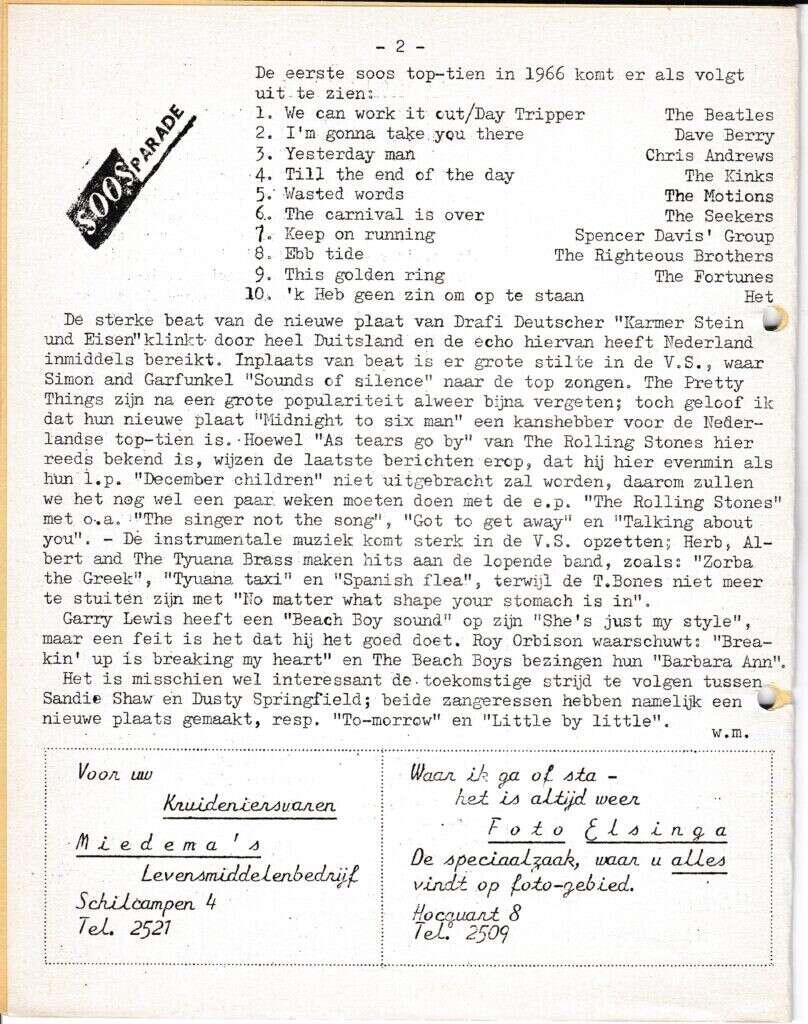 - 2 -
De eerste soos top-tien in 1966 komt er als volgt
uit te zien:
SOOSPARADE
1. We can work it out/Day Tripper The Beatles
2. I'm gonna take you there Dave Berry
3. Yesterday man Chris Andrews
4. Till the end of the day The Kinks
5. Wasted words The Motions
6. The carnival is over The Seekers
7. Keep on running Spencer Davis' Group
8. Ebb tide The Righteous Brothers
9. This golden ring The Fortunes
10. 'k Heb geen zin om op te staan Het
De sterke beat van de nieuwe plaat van Drafi Deutscher "Karmer Stein
und Eisen" klinkt door heel Duitsland en de echo hiervan heeft Nederland
inmiddels bereikt. Inplaats van beat is er grote stilte in de V.S., waar
Simon and Garfunkel "Sounds of silence" naar de top zongen. The Pretty
Things zijn na een grote populariteit alweer bijna vergeten; toch geloof ik
dat hun nieuwe plaat "Midnight to six man" een kanshebber voor de Neder-
landse top-tien is. Hoewel "As tears go by" van The Rolling Stones hier
reeds bekend is, wijzen de laatste berichten erop, dat hij hier evenmin als
hun l.p. "December children" niet uitgebracht zal worden, daarom zullen
we het nog wel een paar weken moeten doen met de e.p. "The Rolling Stones"
met o.a. "The singer not the song", "Got to get away" en "Talking about
you". - De instrumentale muziek komt sterk in de V.S. opzetten; Herb, Al-
bert and The Tyuana Brass maken hits aan de lopende band, zoals: "Zorba
the Greek", "Tyuana taxi" en "Spanish flea", terwijl de T.Bones niet meer
te stuiten zijn met "No matter what shape your stomach is in".
Garry Lewis heeft een "Beach Boy sound" op zijn "She's just my style",
maar een feit is het dat hij het goed doet. Roy Orbison waarschuwt: "Brea-
kin' up is breaking my heart" en The Beach Boys bezingen hun "Barbara Ann".
Het is misschien wel interessant de toekomstige strijd te volgen tussen
Sandie Shaw en Dusty Springfield; beide zangeressen hebben namelijk een
nieuwe plaats gemaakt, resp. "To-morrow" en "Little by little".
w.m.
Voor uw
Kruideniersvaren
Miedema's
Levensmiddelenbedrijf
Schilcampen 4
Tel. 2521
Waar ik ga of sta -
het is altijd weer
Foto Elsinga
De speciaalzaak, waar u alles
vindt op foto-gebied.
Hocquart 8
Tel. 2509